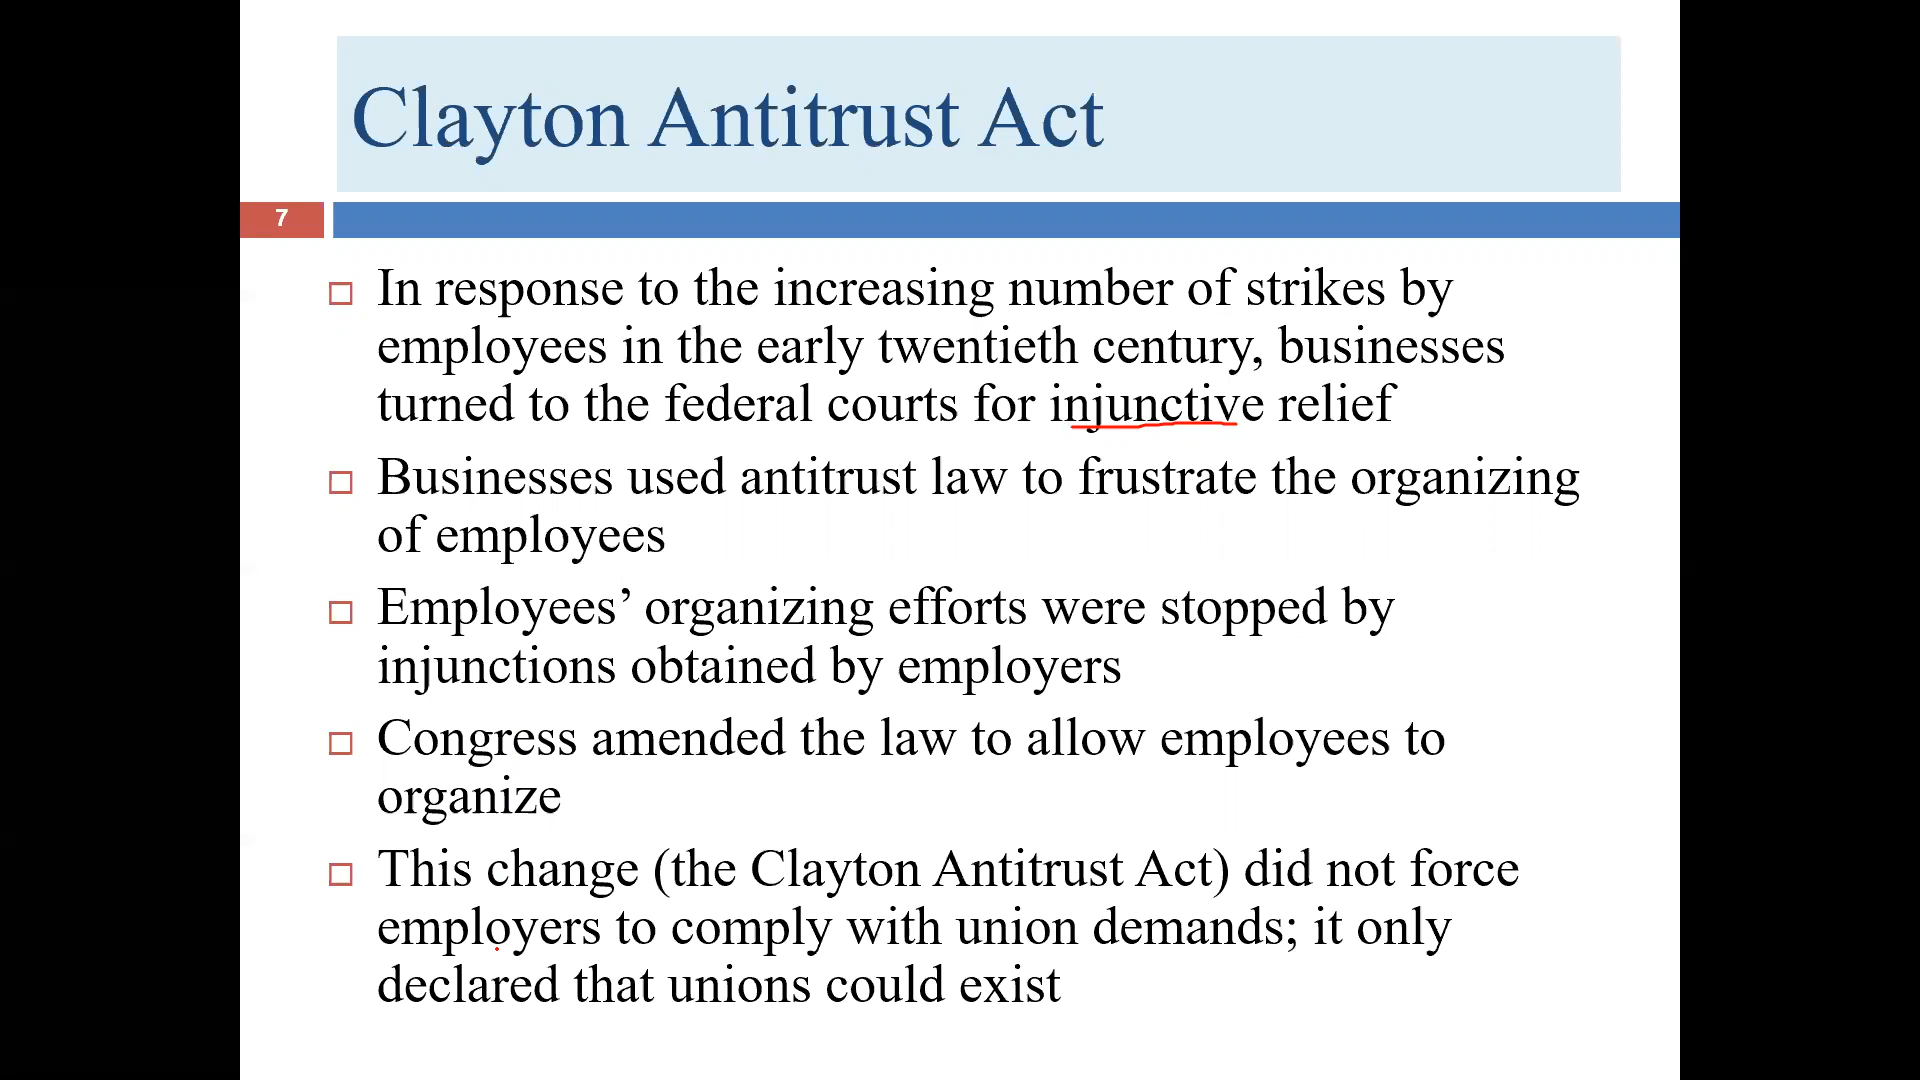 Clayton Antitrust Act
7
In response to the increasing number of strikes by
employees in the early twentieth century, businesses
turned to the federal courts for injunctive relief
Businesses used antitrust law to frustrate the organizing
of employees
Employees’ organizing efforts were stopped by
injunctions obtained by employers
Congress amended the law to allow employees to
organize
This change (the Clayton Antitrust Act) did not force
employers to comply with union demands; it only
declared that unions could exist